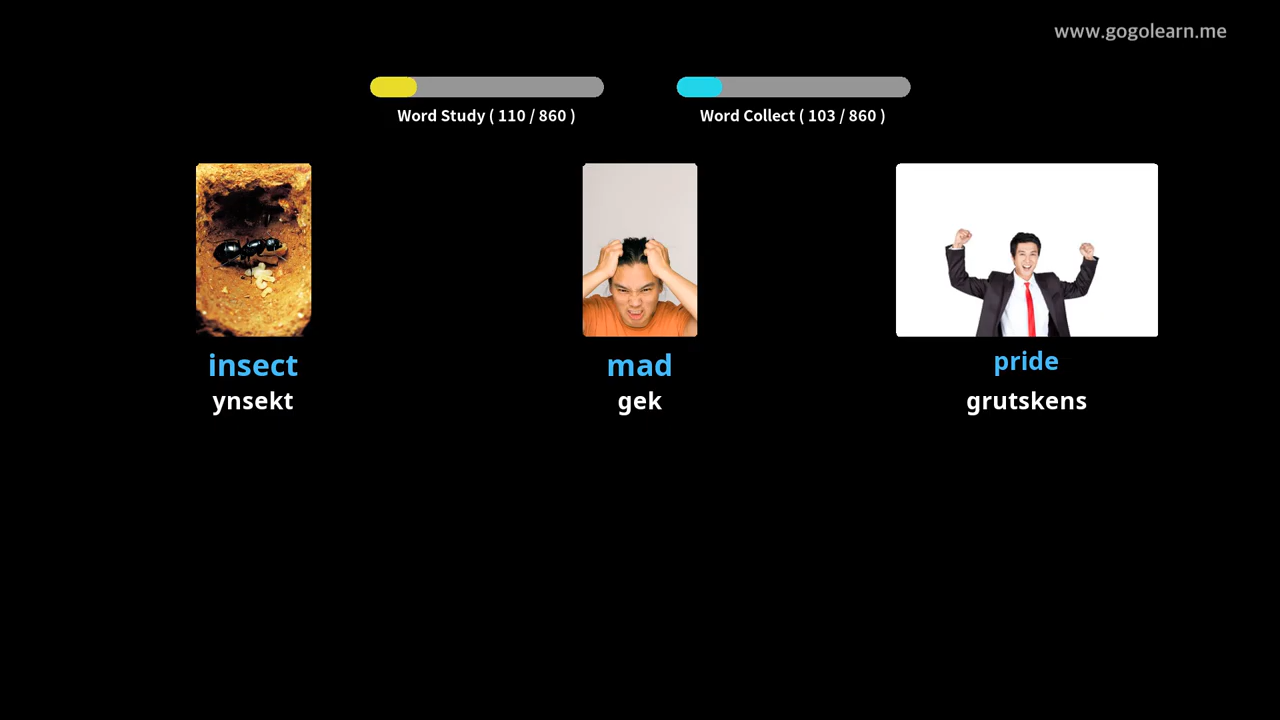 www.gogolearn.me
Word Study ( 110 / 860 )
Word Collect ( 103 / 860 )
insect
mad
pride
ynsekt
gek
grutskens